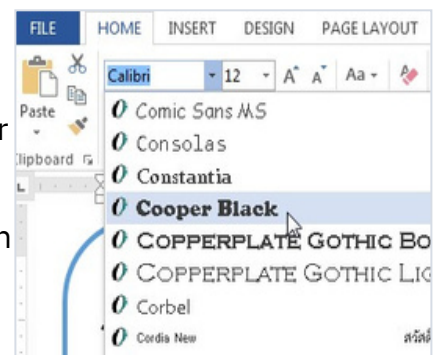 FILE HOME INSERT DESIGN PAGE LAYOUT
Calibri 12 A A Aa
Paste
Comic Sans MS
Consolas
Constantia
Cooper Black
COPPERPLATE GOTHIC BO
COPPERPLATE GOTHIC LIG
Corbel
Cordia New